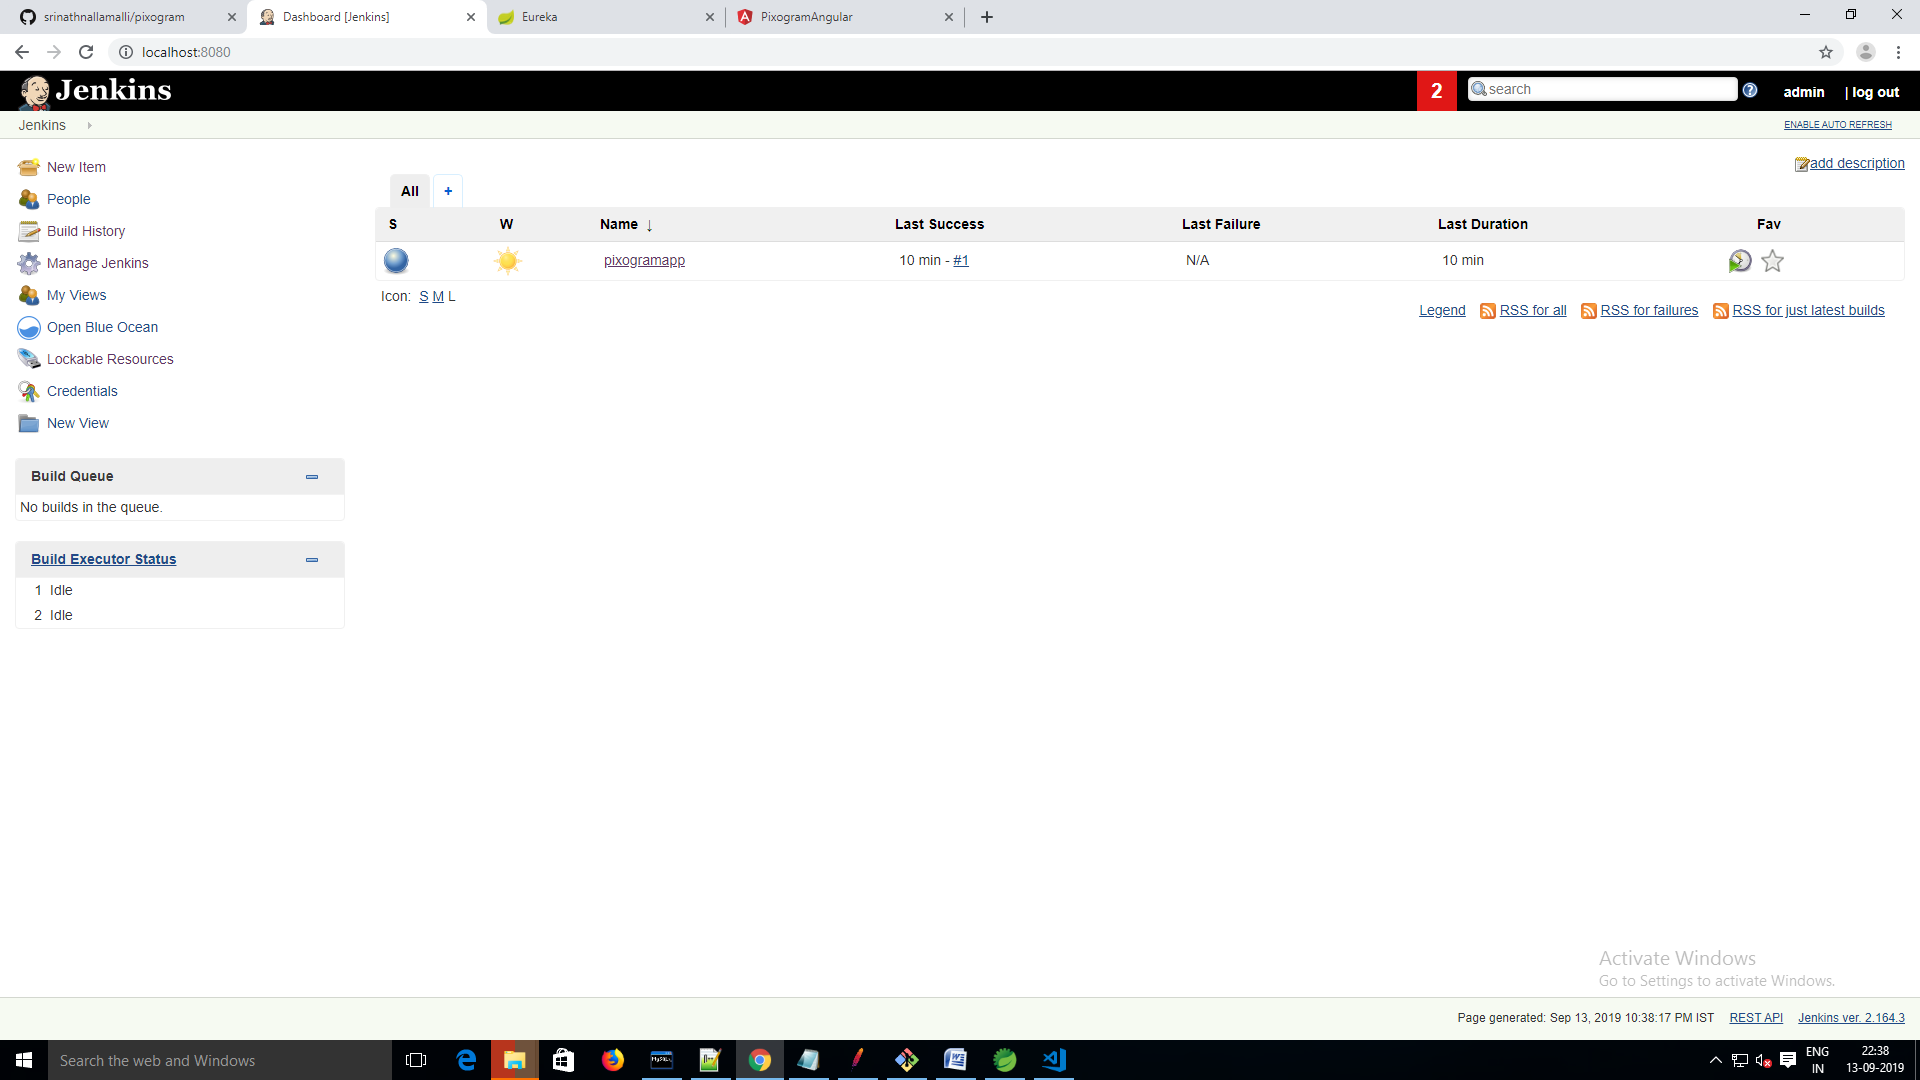 srinathnallamalli/pixogram
Dashboard [Jenkins]
Eureka
PixogramAngular
localhost:8080
Jenkins
2
search
admin
| log out
Jenkins
ENABLE AUTO REFRESH
New Item
People
Build History
Manage Jenkins
My Views
Open Blue Ocean
Lockable Resources
Credentials
New View
Build Queue
No builds in the queue.
Build Executor Status
1 Idle
2 Idle
add description
All +
S W Name ↓ Last Success Last Failure Last Duration Fav
pixogramapp 10 min - #1 N/A 10 min
Icon: S M L
Legend RSS for all RSS for failures RSS for just latest builds
Activate Windows
Go to Settings to activate Windows.
Page generated: Sep 13, 2019 10:38:17 PM IST REST API Jenkins ver. 2.164.3
Search the web and Windows
ENG
IN
22:38
13-09-2019